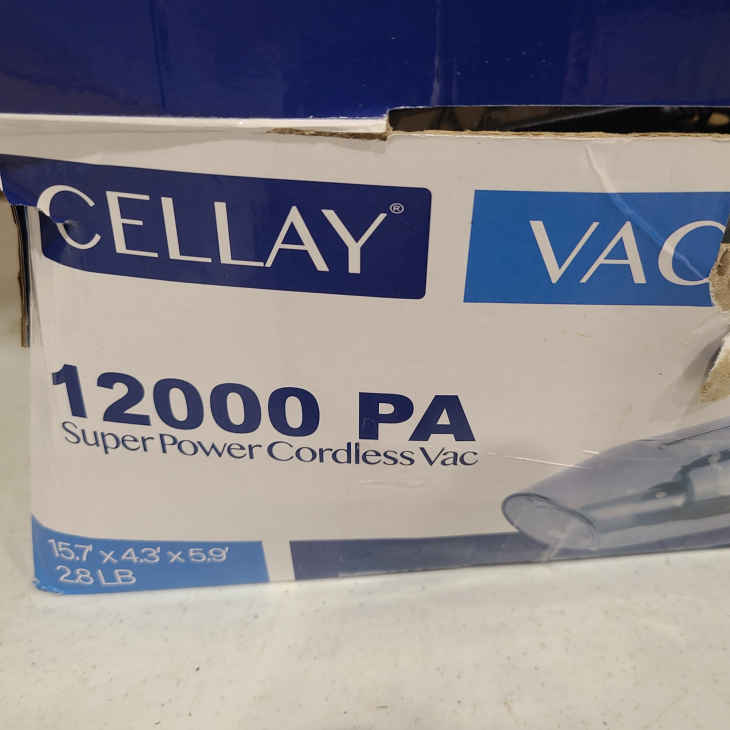 CELLAY®
VAC
12000 PA
Super Power Cordless Vac
15.7' x 4.3' x 5.9'
2.8 LB